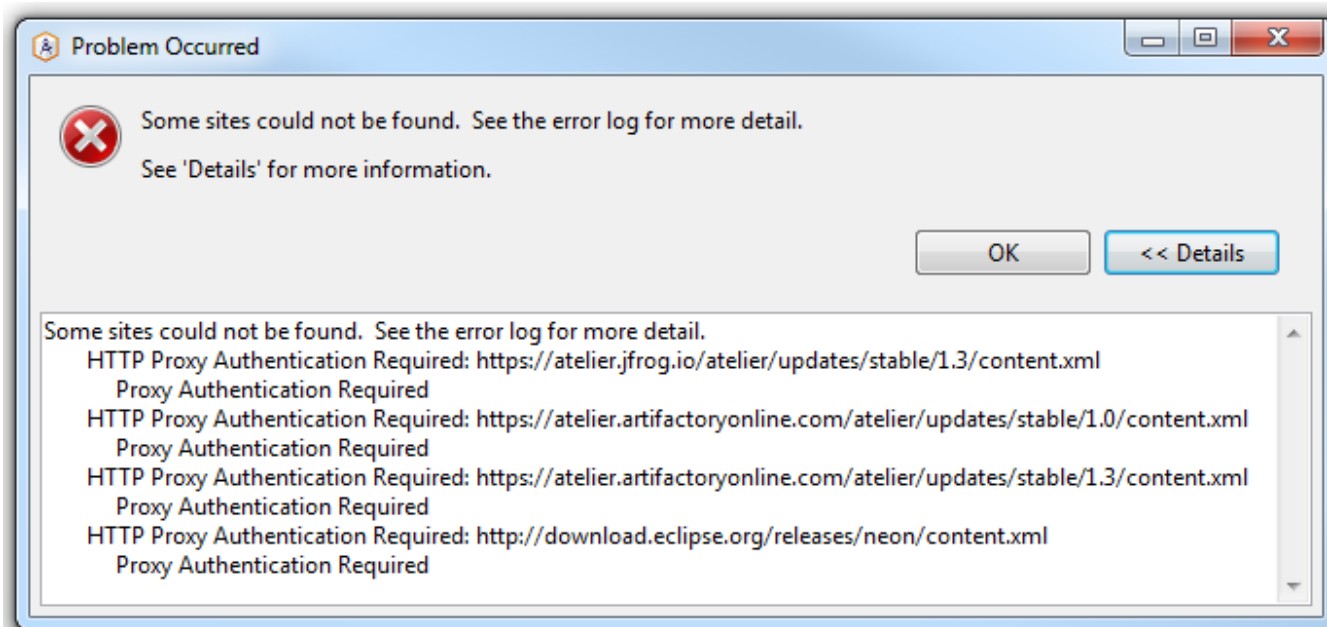 Problem Occurred
Some sites could not be found.  See the error log for more detail.
See 'Details' for more information.
OK
<< Details
Some sites could not be found.  See the error log for more detail.
HTTP Proxy Authentication Required: https://atelier.jfrog.io/atelier/updates/stable/1.3/content.xml
Proxy Authentication Required
HTTP Proxy Authentication Required: https://atelier.artifactoryonline.com/atelier/updates/stable/1.0/content.xml
Proxy Authentication Required
HTTP Proxy Authentication Required: https://atelier.artifactoryonline.com/atelier/updates/stable/1.3/content.xml
Proxy Authentication Required
HTTP Proxy Authentication Required: http://download.eclipse.org/releases/neon/content.xml
Proxy Authentication Required